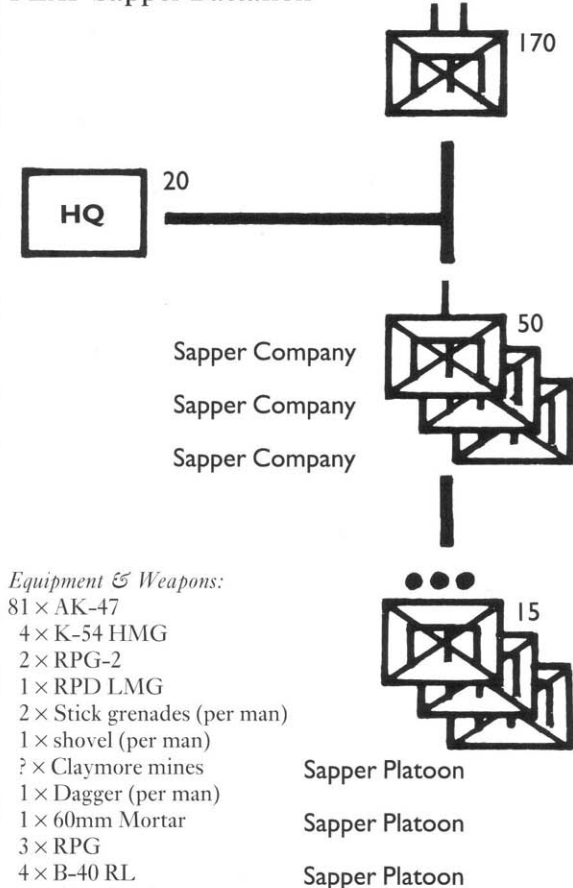 170
20
HQ
50
Sapper Company
Sapper Company
Sapper Company
Equipment & Weapons:
81 × AK-47
4 × K-54 HMG
2 × RPG-2
1 × RPD LMG
2 × Stick grenades (per man)
1 × shovel (per man)
? × Claymore mines
1 × Dagger (per man)
1 × 60mm Mortar
3 × RPG
4 × B-40 RL
15
Sapper Platoon
Sapper Platoon
Sapper Platoon